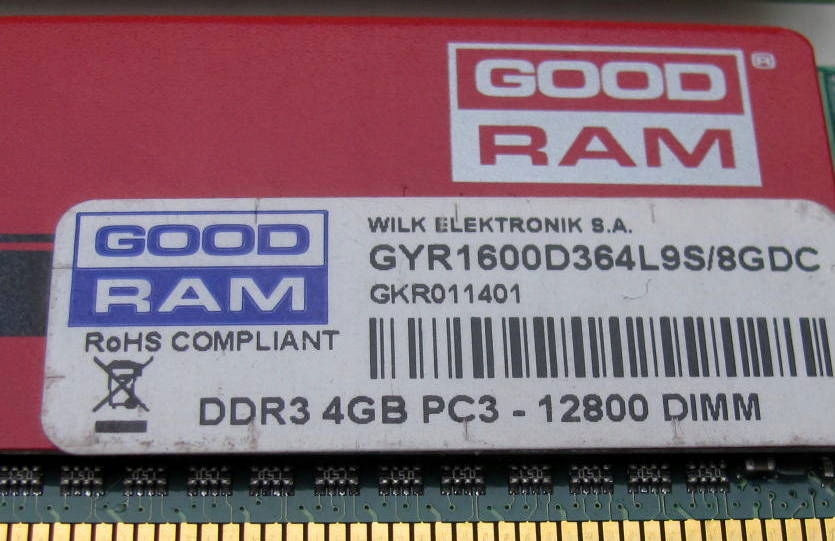 GOOD
RAM
®
GOOD
RAM
WILK ELEKTRONIK S.A.
GYR1600D364L9S/8GDC
GKR011401
RoHS COMPLIANT
DDR3 4GB PC3 - 12800 DIMM